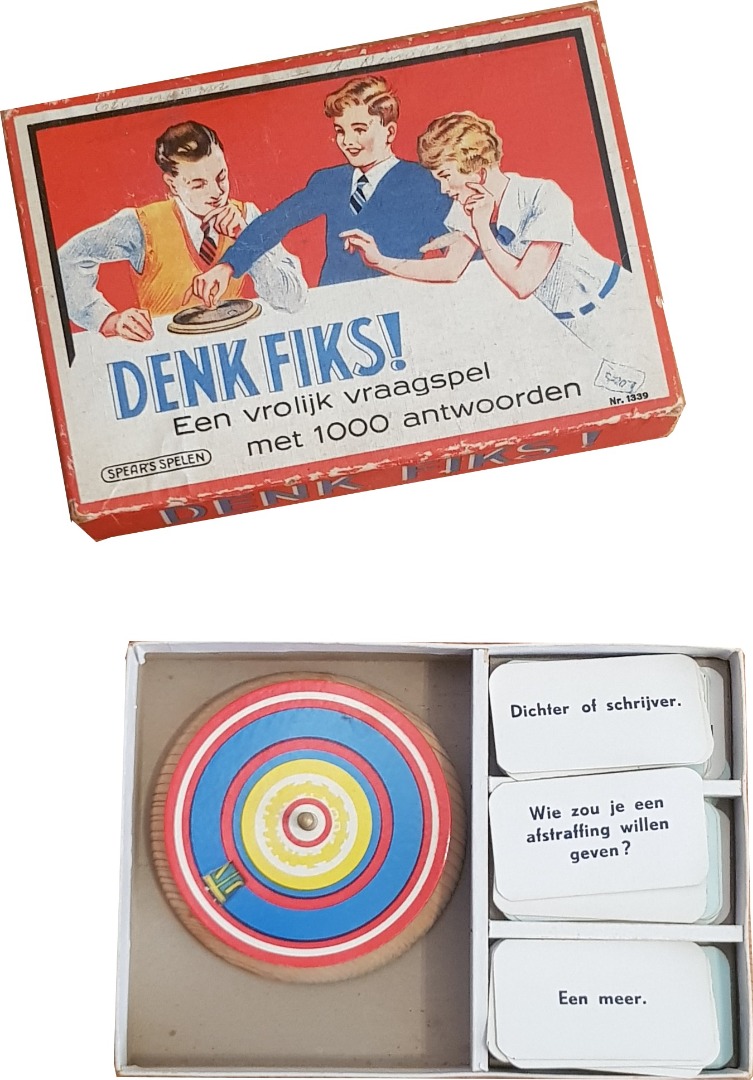 DENK FIKS!
Een vrolijk vraagspel
met 1000 antwoorden
SPEAR'S SPELEN
Nr. 1339
DENK FIKS!
Dichter of schrijver.
Wie zou je een
afstraffing willen
geven?
Een meer.